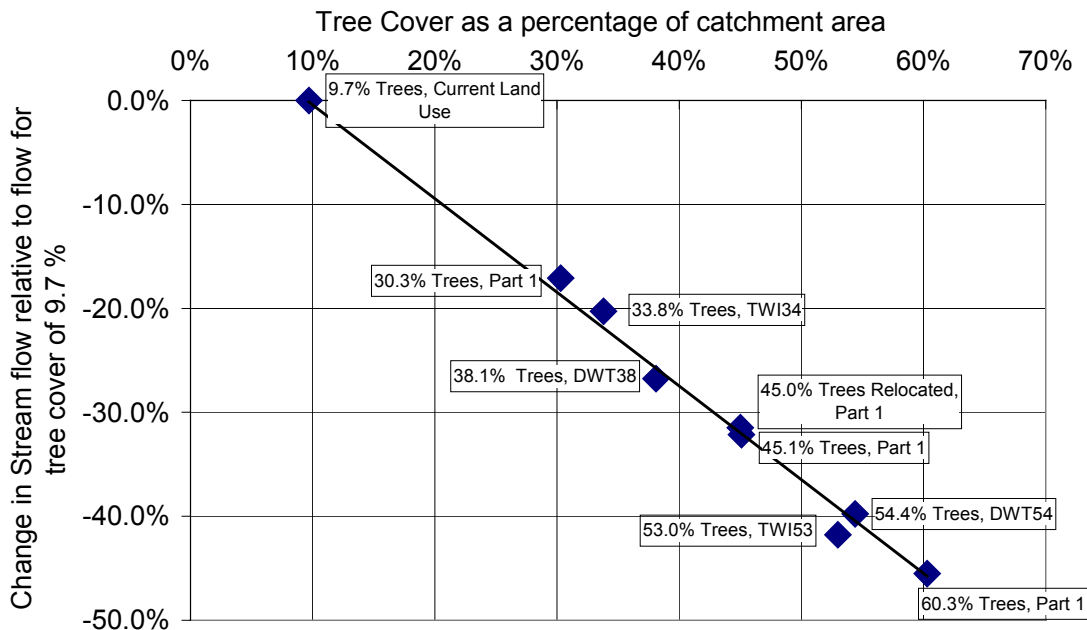 Tree Cover as a percentage of catchment area
0% 10% 20% 30% 40% 50% 60% 70%
Change in Stream flow relative to flow for
tree cover of 9.7 %
0.0%
-10.0%
-20.0%
-30.0%
-40.0%
-50.0%
9.7% Trees, Current Land
Use
30.3% Trees, Part 1
33.8% Trees, TWI34
38.1% Trees, DWT38
45.0% Trees Relocated,
Part 1
45.1% Trees, Part 1
54.4% Trees, DWT54
53.0% Trees, TWI53
60.3% Trees, Part 1